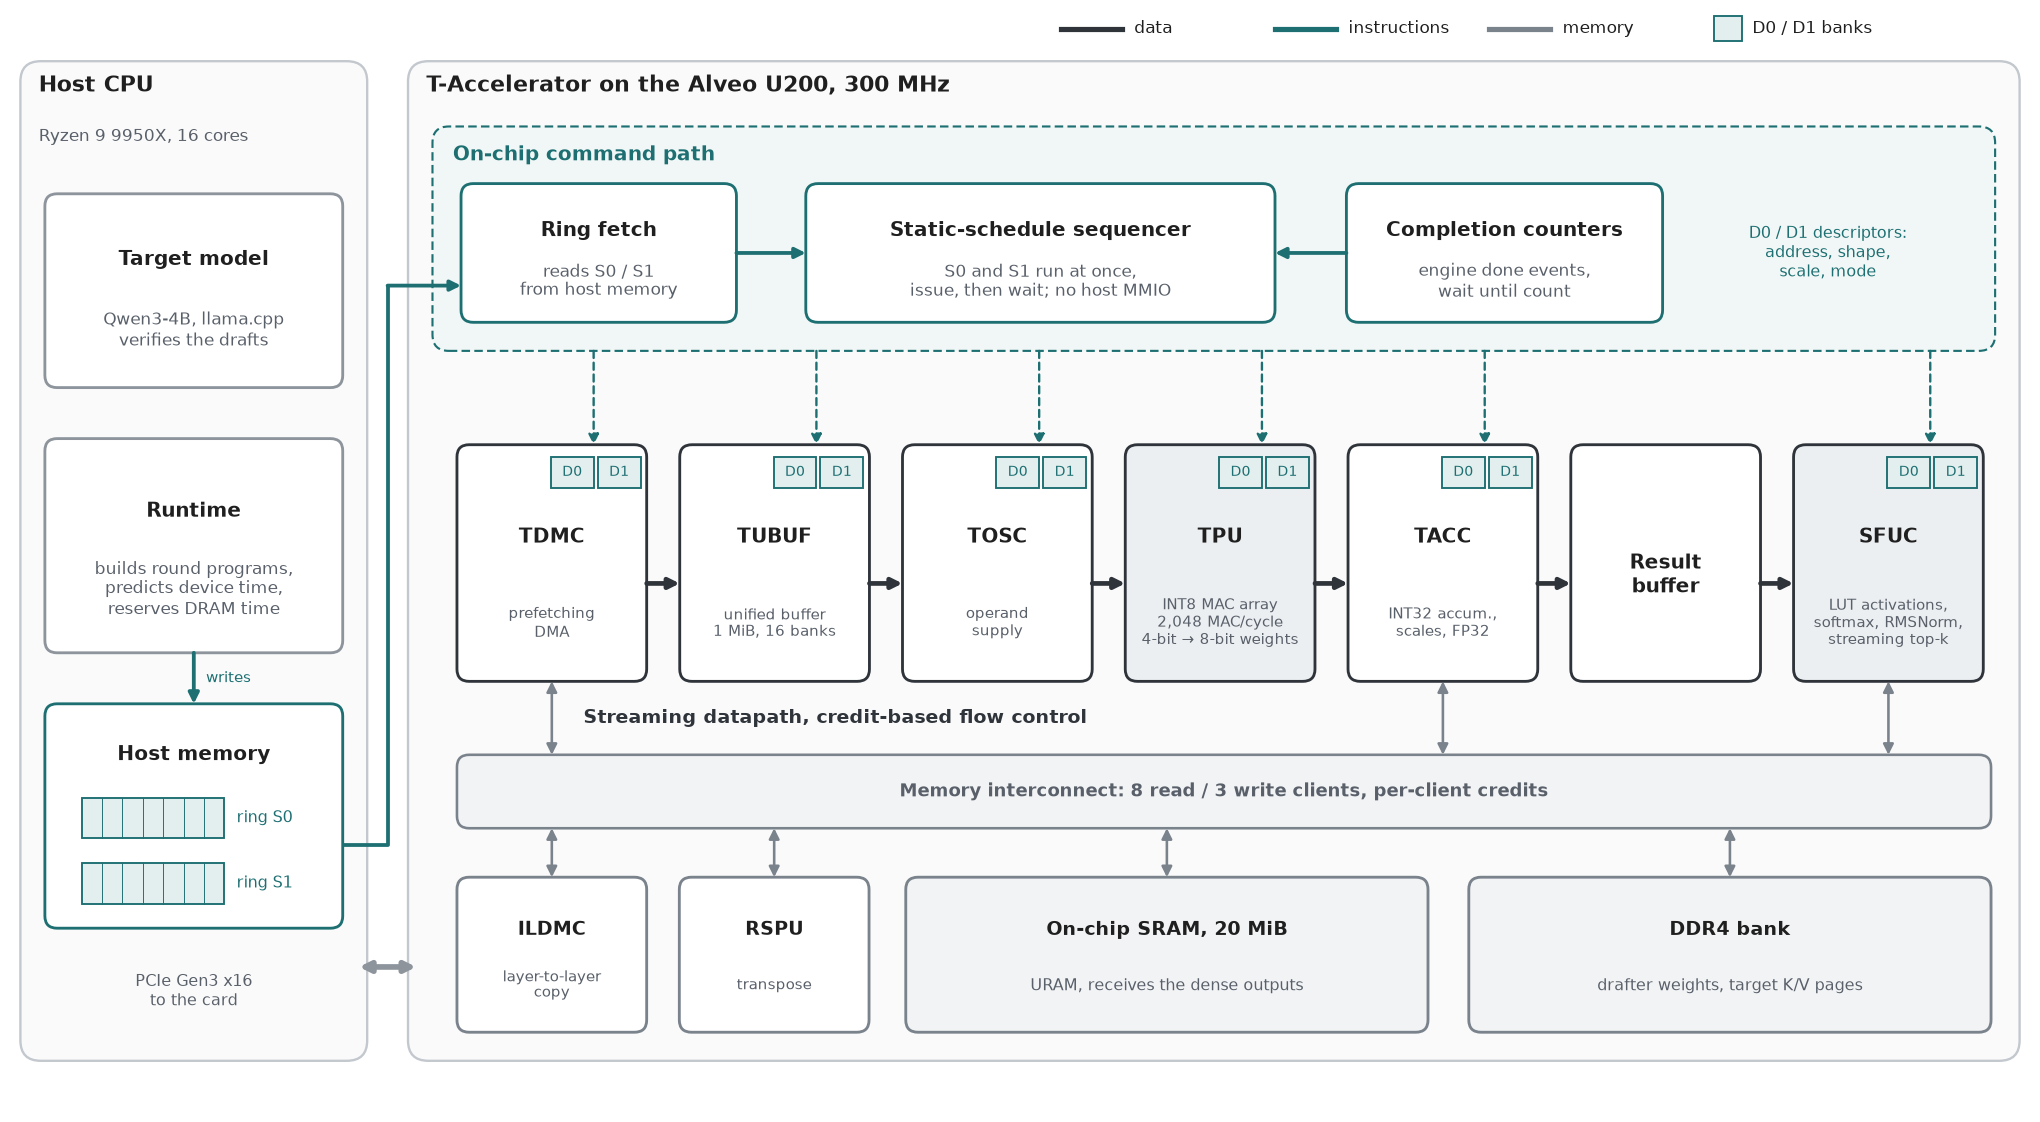 data
instructions
memory
D0 / D1 banks
Host CPU
Ryzen 9 9950X, 16 cores
Target model
Qwen3-4B, llama.cpp
verifies the drafts
Runtime
builds round programs,
predicts device time,
reserves DRAM time
writes
Host memory
ring S0
ring S1
PCIe Gen3 x16
to the card
T-Accelerator on the Alveo U200, 300 MHz
On-chip command path
Ring fetch
reads S0 / S1
from host memory
Static-schedule sequencer
S0 and S1 run at once,
issue, then wait; no host MMIO
Completion counters
engine done events,
wait until count
D0 / D1 descriptors:
address, shape,
scale, mode
D0 D1
TDMC
prefetching
DMA
D0 D1
TUBUF
unified buffer
1 MiB, 16 banks
D0 D1
TOSC
operand
supply
D0 D1
TPU
INT8 MAC array
2,048 MAC/cycle
4-bit → 8-bit weights
D0 D1
TACC
INT32 accum.,
scales, FP32
Result
buffer
D0 D1
SFUC
LUT activations,
softmax, RMSNorm,
streaming top-k
Streaming datapath, credit-based flow control
Memory interconnect: 8 read / 3 write clients, per-client credits
ILDMC
layer-to-layer
copy
RSPU
transpose
On-chip SRAM, 20 MiB
URAM, receives the dense outputs
DDR4 bank
drafter weights, target K/V pages